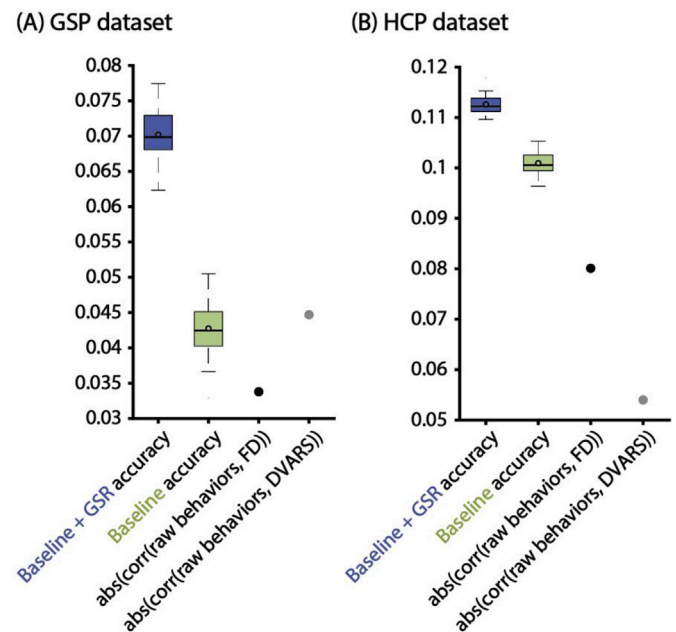 (A) GSP dataset
0.08
0.075
0.07
0.065
0.06
0.055
0.05
0.045
0.04
0.035
0.03
Baseline + GSR accuracy
Baseline accuracy
abs(corr(raw behaviors, FD))
abs(corr(raw behaviors, DVARS))
(B) HCP dataset
0.12
0.11
0.1
0.09
0.08
0.07
0.06
0.05
Baseline + GSR accuracy
Baseline accuracy
abs(corr(raw behaviors, FD))
abs(corr(raw behaviors, DVARS))